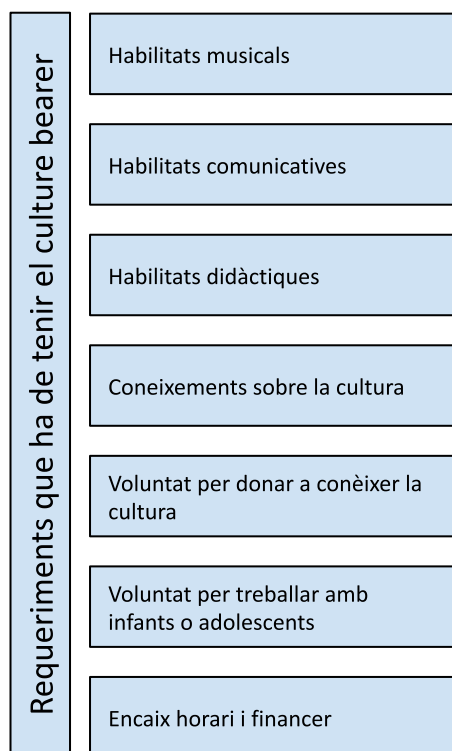 Requeriments que ha de tenir el culture bearer
Habilitats musicals
Habilitats comunicatives
Habilitats didàctiques
Coneixements sobre la cultura
Voluntat per donar a conèixer la
cultura
Voluntat per treballar amb
infants o adolescents
Encaix horari i financer